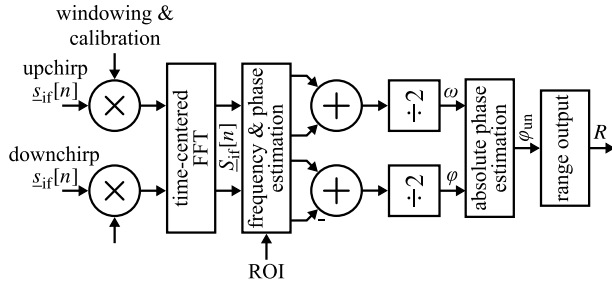 windowing &
calibration
upchirp
s_if[n]
×
time-centered
FFT
S_if[n]
frequency & phase
estimation
+
÷2
ω
absolute phase
estimation
φ_un
range output
R
downchirp
s_if[n]
×
+
-
÷2
φ
ROI